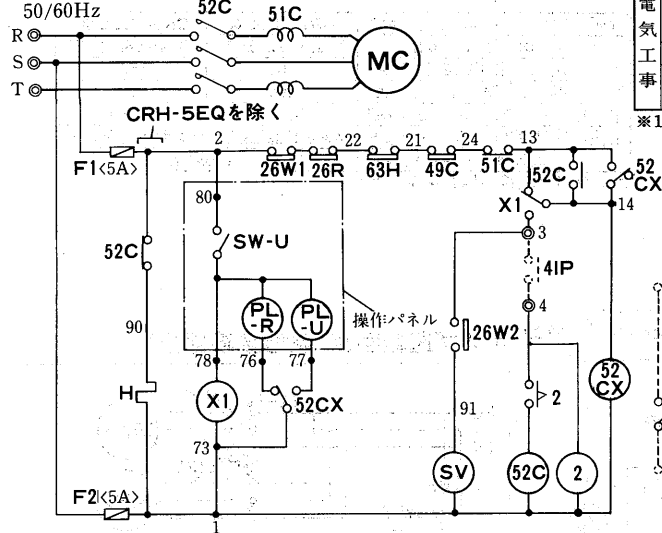 50/60Hz
52C
51C
R
S
T
MC
電気工事
※1
CRH-5EQを除く
F1<5A>
2
26W1
26R
22
63H
21
49C
24
51C
13
52C
52
CX
X1
14
80
SW-U
3
41P
4
52C
PL
-R
PL
-U
操作パネル
26W2
90
78
76
77
52CX
52
CX
H
X1
2
91
73
SV
52C
2
F2<5A>
1